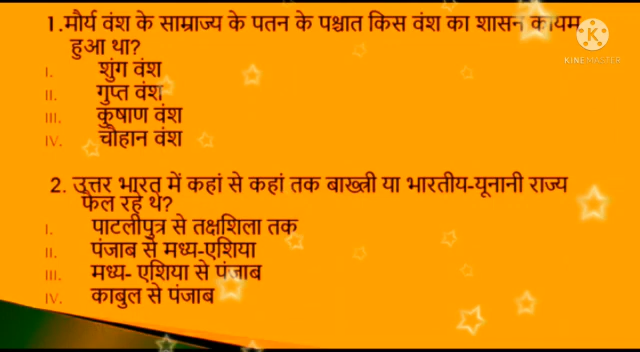 1.मौर्य वंश के साम्राज्य के पतन के पश्चात किस वंश का शासन कायम
हुआ था?
I. शुंग वंश
II. गुप्त वंश
III. कुषाण वंश
IV. चौहान वंश
2. उत्तर भारत में कहां से कहां तक बाख्त्री या भारतीय-यूनानी राज्य
फैल रहे थे?
I. पाटलीपुत्र से तक्षशिला तक
II. पंजाब से मध्य-एशिया
III. मध्य- एशिया से पंजाब
IV. काबुल से पंजाब
K
KINEMASTER